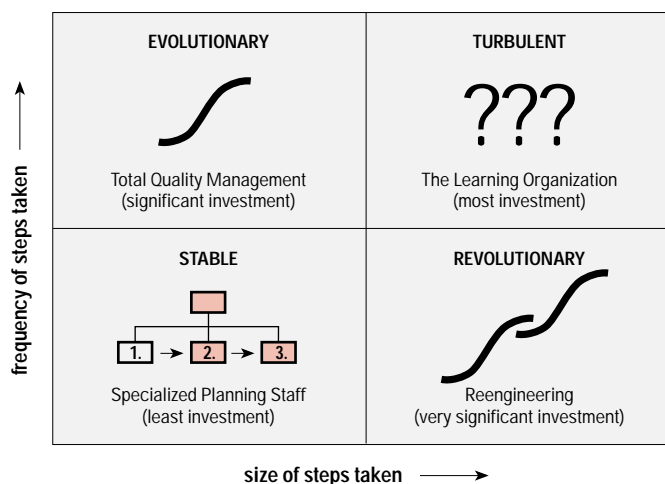 EVOLUTIONARY
Total Quality Management
(significant investment)
TURBULENT
???
The Learning Organization
(most investment)
STABLE
1.
2.
3.
Specialized Planning Staff
(least investment)
REVOLUTIONARY
Reengineering
(very significant investment)
frequency of steps taken
size of steps taken